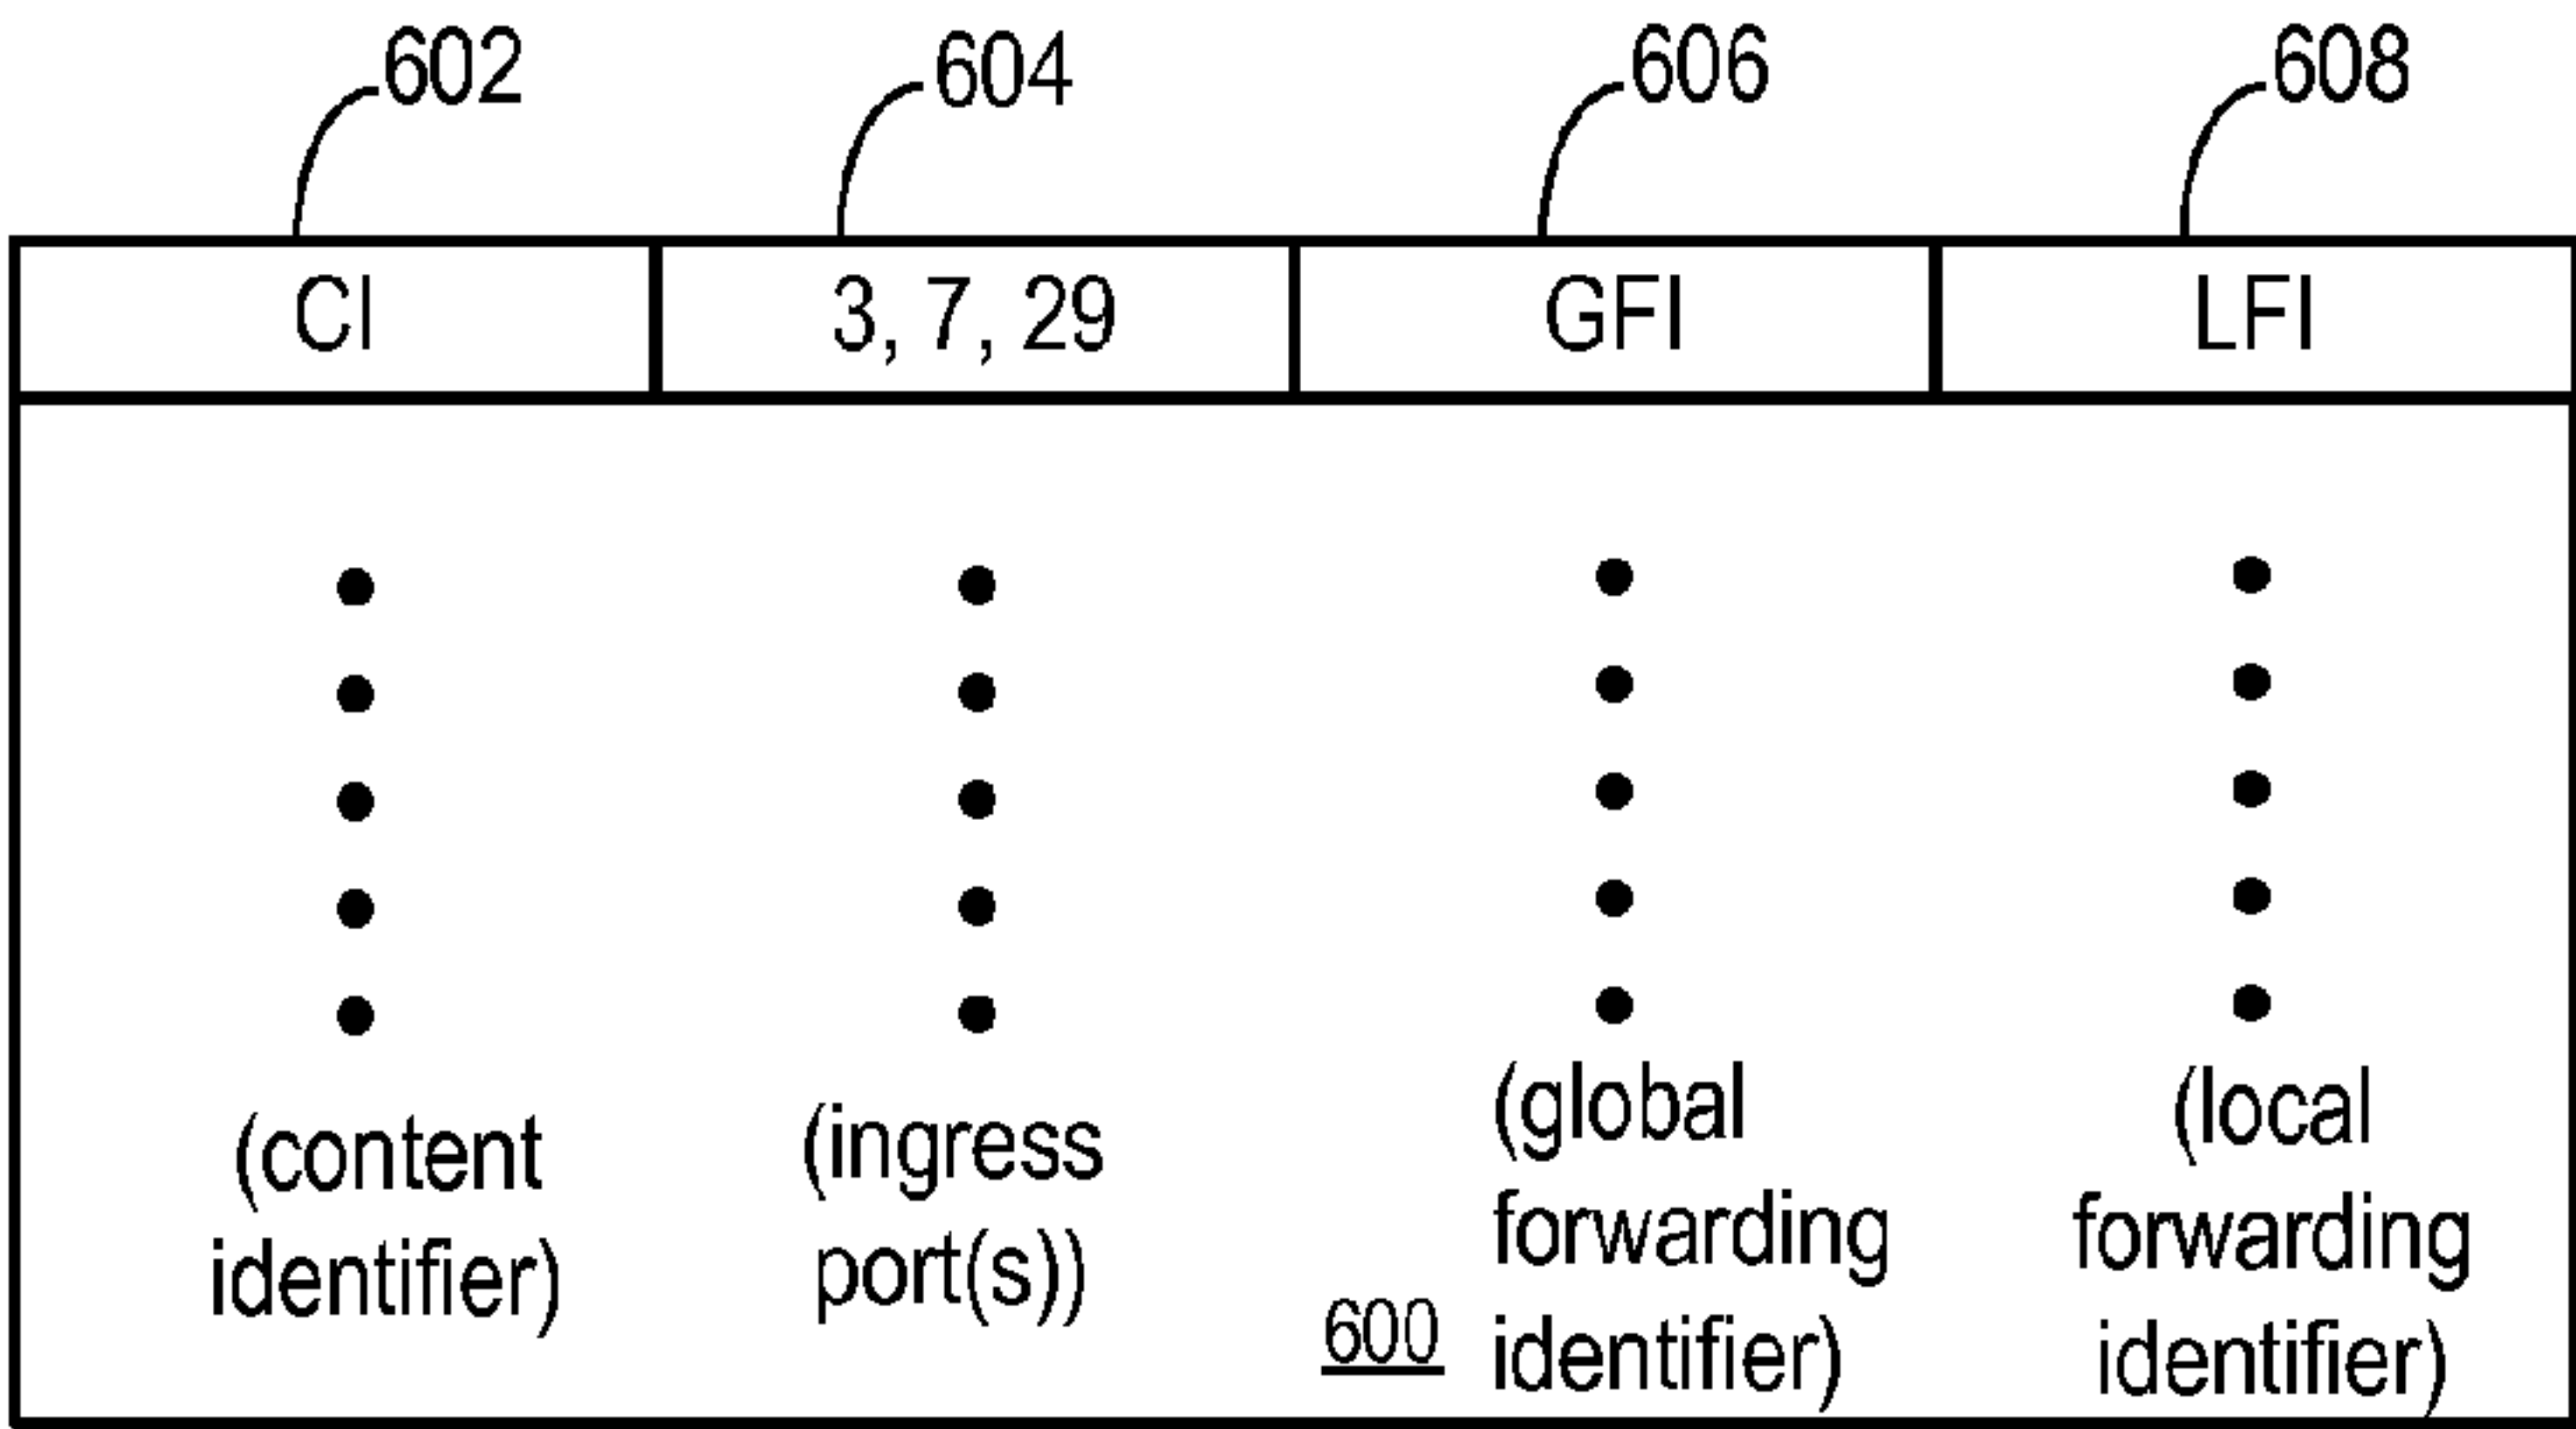 602 604 606 608
CI 3, 7, 29 GFI LFI
(content
identifier)
(ingress
port(s))
(global
forwarding
identifier)
(local
forwarding
identifier)
600